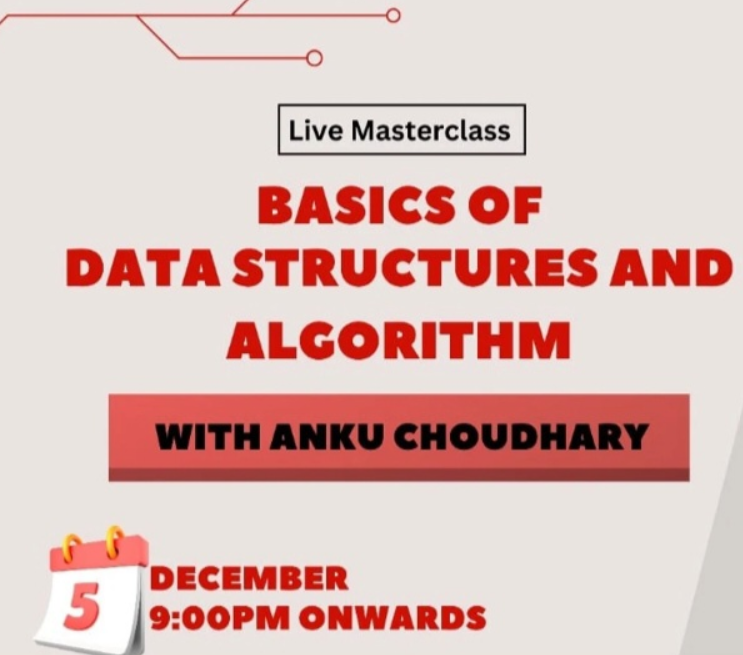 Live Masterclass
BASICS OF
DATA STRUCTURES AND
ALGORITHM
WITH ANKU CHOUDHARY
5
DECEMBER
9:00PM ONWARDS